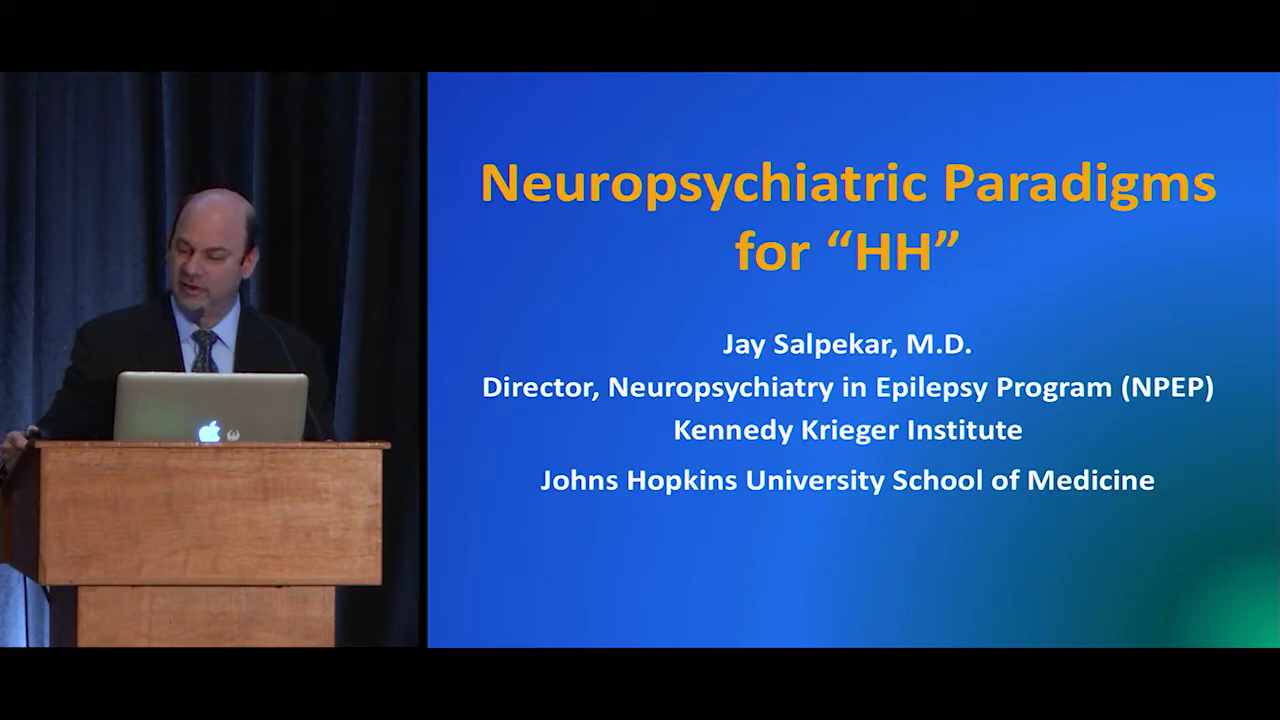 Neuropsychiatric Paradigms
for “HH”
Jay Salpekar, M.D.
Director, Neuropsychiatry in Epilepsy Program (NPEP)
Kennedy Krieger Institute
Johns Hopkins University School of Medicine